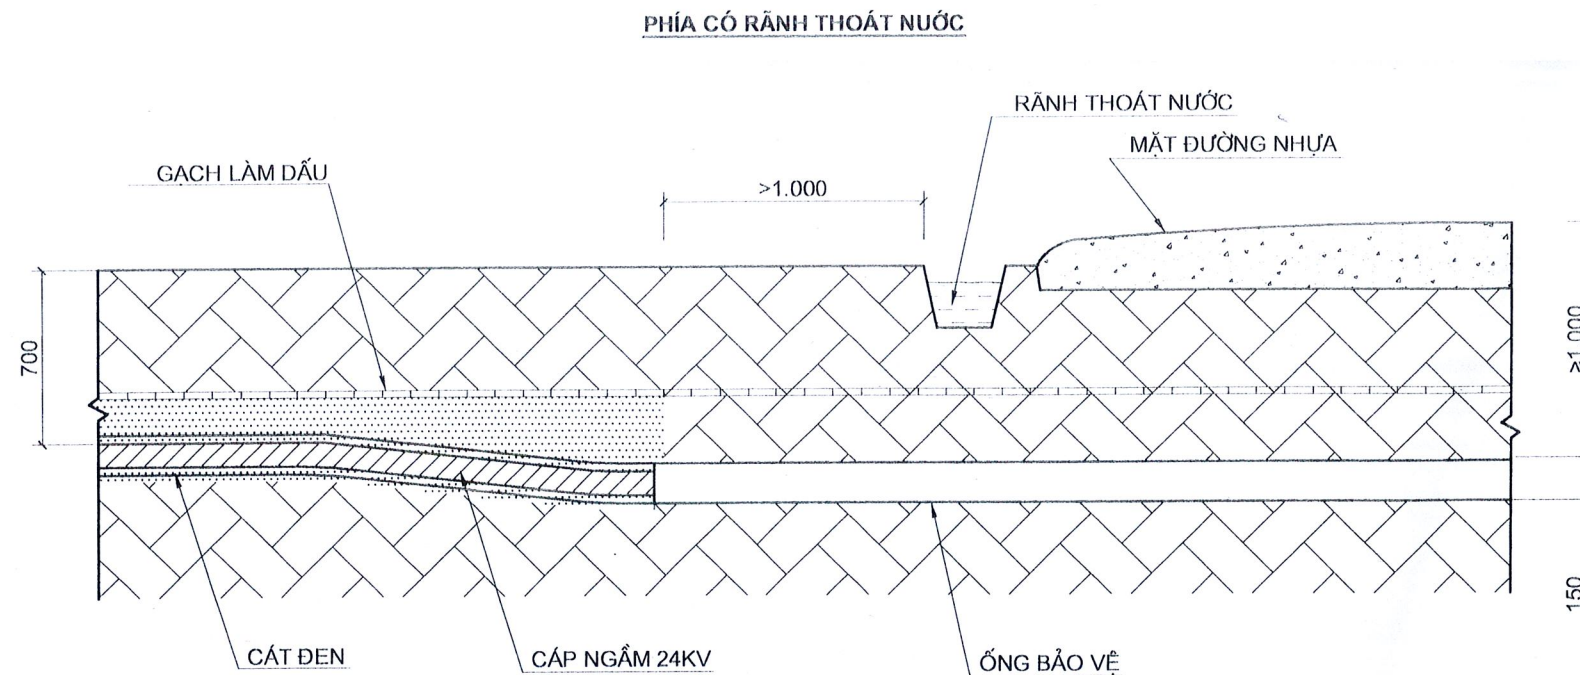 PHÍA CÓ RÃNH THOÁT NUỚC
RÃNH THOÁT NƯỚC
MẶT ĐƯỜNG NHỰA
GẠCH LÀM DẤU
>1.000
700
≥1.000
150
CÁT ĐEN
CÁP NGẦM 24KV
ỐNG BẢO VỆ